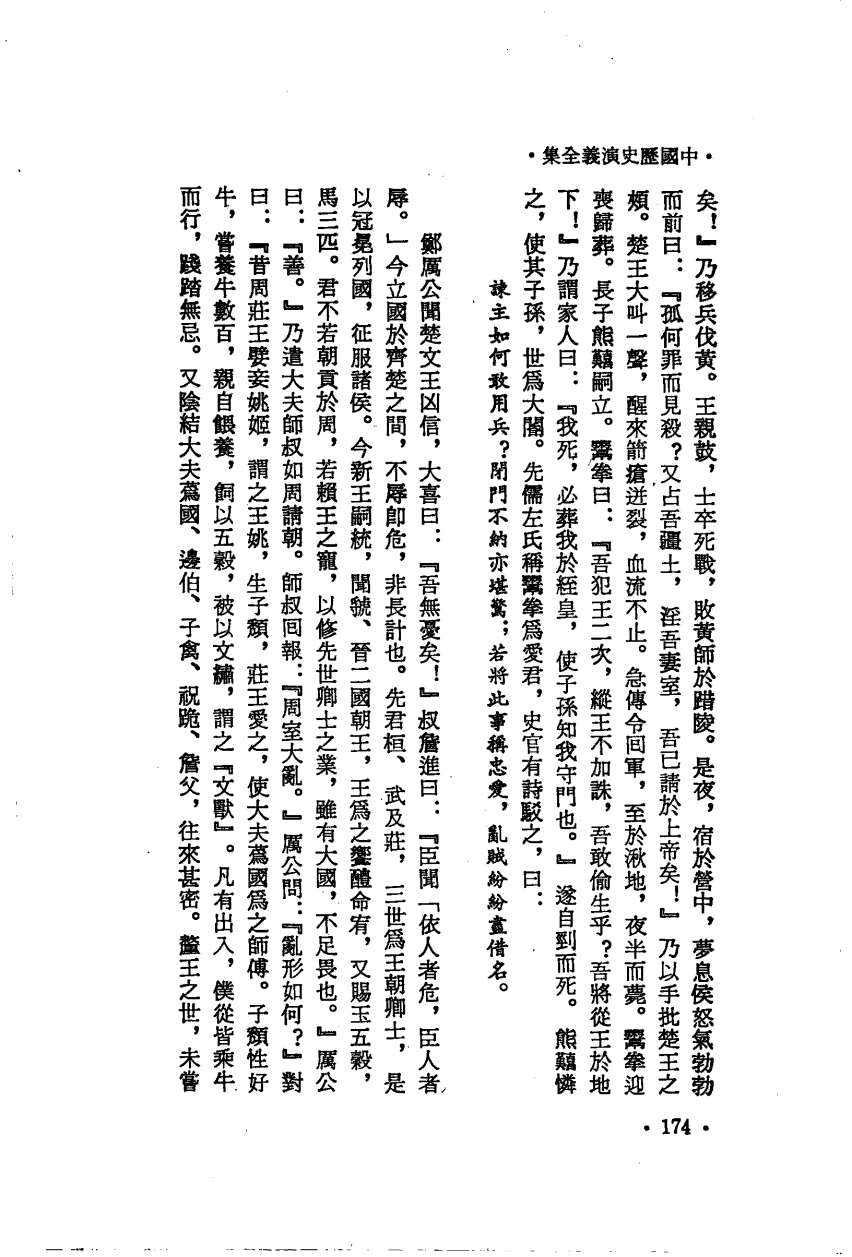 ·中國歷史演義全集·
矣！』乃移兵伐黃。王親鼓，士卒死戰，敗黃師於踖陵。是夜，宿於營中，夢息侯怒氣勃勃
而前曰：『孤何罪而見殺？又占吾疆土，淫吾妻室，吾已請於上帝矣！』乃以手批楚王之
頰。楚王大叫一聲，醒來箭瘡迸裂，血流不止。急傳令回軍，至於湫地，夜半而薨。鬻拳迎
喪歸葬。長子熊囏嗣立。鬻拳曰：『吾犯王二次，縱王不加誅，吾敢偷生乎？吾將從王於地
下！』乃謂家人曰：『我死，必葬我於絰皇，使子孫知我守門也。』遂自剄而死。熊囏憐
之，使其子孫，世爲大閽。先儒左氏稱鬻拳爲愛君，史官有詩駁之，曰：
諫主如何敢用兵？閉門不納亦堪驚；若將此事稱忠愛，亂賊紛紛盡借名。
鄭厲公聞楚文王凶信，大喜曰：『吾無憂矣！』叔詹進曰：『臣聞「依人者危，臣人者
辱。」今立國於齊楚之間，不辱卽危，非長計也。先君桓、武及莊，三世爲王朝卿士，是
以冠冕列國，征服諸侯。今新王嗣統，聞虢、晉二國朝王，王爲之饗醴命宥，又賜玉五縠，
馬三匹。君不若朝貢於周，若賴王之寵，以修先世卿士之業，雖有大國，不足畏也。』厲公
曰：『善。』乃遣大夫師叔如周請朝。師叔回報：『周室大亂。』厲公問：『亂形如何？』對
曰：『昔周莊王嬖妾姚姬，謂之王姚，生子頹，莊王愛之，使大夫蔿國爲之師傅。子頹性好
牛，嘗養牛數百，親自餵養，飼以五穀，被以文繡，謂之『文獸』。凡有出入，僕從皆乘牛
而行，踐踏無忌。又陰結大夫蔿國、邊伯、子禽、祝跪、詹父，往來甚密。釐王之世，未嘗
·174·